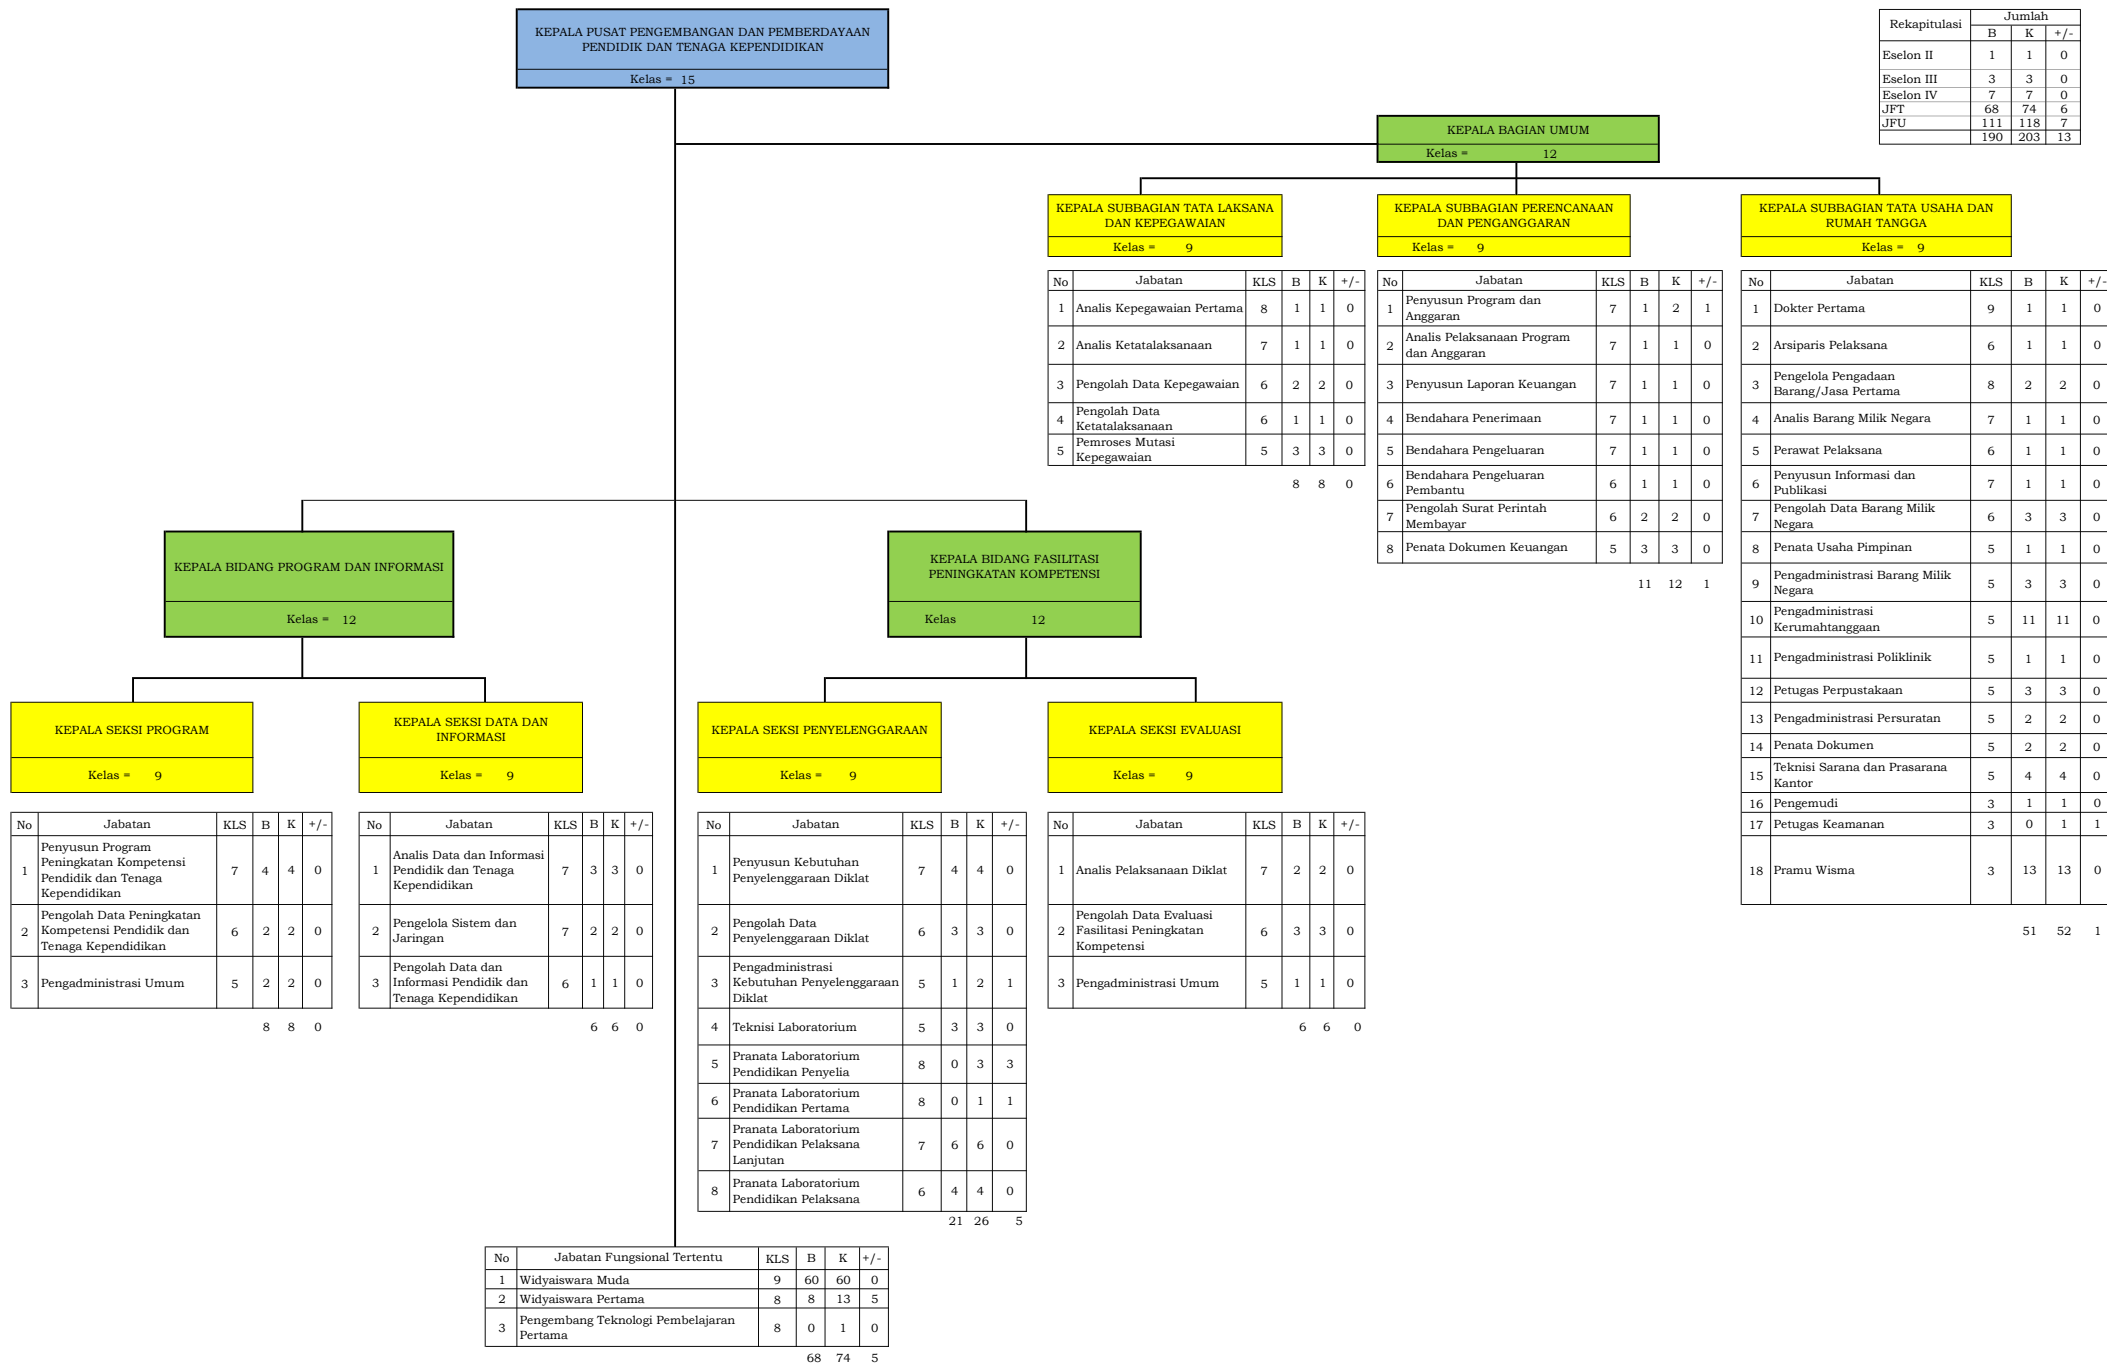 KEPALA PUSAT PENGEMBANGAN DAN PEMBERDAYAAN
PENDIDIK DAN TENAGA KEPENDIDIKAN
Kelas = 15
Rekapitulasi Jumlah
B K +/-
Eselon II 1 1 0
Eselon III 3 3 0
Eselon IV 7 7 0
JFT 68 74 6
JFU 111 118 7
190 203 13
KEPALA BAGIAN UMUM
Kelas = 12
KEPALA SUBBAGIAN TATA LAKSANA
DAN KEPEGAWAIAN
Kelas = 9
No Jabatan KLS B K +/-
1 Analis Kepegawaian Pertama 8 1 1 0
2 Analis Ketatalaksanaan 7 1 1 0
3 Pengolah Data Kepegawaian 6 2 2 0
4 Pengolah Data
Ketatalaksanaan 6 1 1 0
5 Pemroses Mutasi
Kepegawaian 5 3 3 0
8 8 0
KEPALA SUBBAGIAN PERENCANAAN
DAN PENGANGGARAN
Kelas = 9
No Jabatan KLS B K +/-
1 Penyusun Program dan
Anggaran 7 1 2 1
2 Analis Pelaksanaan Program
dan Anggaran 7 1 1 0
3 Penyusun Laporan Keuangan 7 1 1 0
4 Bendahara Penerimaan 7 1 1 0
5 Bendahara Pengeluaran 7 1 1 0
6 Bendahara Pengeluaran
Pembantu 6 1 1 0
7 Pengolah Surat Perintah
Membayar 6 2 2 0
8 Penata Dokumen Keuangan 5 3 3 0
11 12 1
KEPALA SUBBAGIAN TATA USAHA DAN
RUMAH TANGGA
Kelas = 9
No Jabatan KLS B K +/-
1 Dokter Pertama 9 1 1 0
2 Arsiparis Pelaksana 6 1 1 0
3 Pengelola Pengadaan
Barang/Jasa Pertama 8 2 2 0
4 Analis Barang Milik Negara 7 1 1 0
5 Perawat Pelaksana 6 1 1 0
6 Penyusun Informasi dan
Publikasi 7 1 1 0
7 Pengolah Data Barang Milik
Negara 6 3 3 0
8 Penata Usaha Pimpinan 5 1 1 0
9 Pengadministrasi Barang Milik
Negara 5 3 3 0
10 Pengadministrasi
Kerumahtanggaan 5 11 11 0
11 Pengadministrasi Poliklinik 5 1 1 0
12 Petugas Perpustakaan 5 3 3 0
13 Pengadministrasi Persuratan 5 2 2 0
14 Penata Dokumen 5 2 2 0
15 Teknisi Sarana dan Prasarana
Kantor 5 4 4 0
16 Pengemudi 3 1 1 0
17 Petugas Keamanan 3 0 1 1
18 Pramu Wisma 3 13 13 0
51 52 1
KEPALA BIDANG PROGRAM DAN INFORMASI
Kelas = 12
KEPALA BIDANG FASILITASI
PENINGKATAN KOMPETENSI
Kelas 12
KEPALA SEKSI PROGRAM
Kelas = 9
No Jabatan KLS B K +/-
1 Penyusun Program
Peningkatan Kompetensi
Pendidik dan Tenaga
Kependidikan 7 4 4 0
2 Pengolah Data Peningkatan
Kompetensi Pendidik dan
Tenaga Kependidikan 6 2 2 0
3 Pengadministrasi Umum 5 2 2 0
8 8 0
KEPALA SEKSI DATA DAN
INFORMASI
Kelas = 9
No Jabatan KLS B K +/-
1 Analis Data dan Informasi
Pendidik dan Tenaga
Kependidikan 7 3 3 0
2 Pengelola Sistem dan
Jaringan 7 2 2 0
3 Pengolah Data dan
Informasi Pendidik dan
Tenaga Kependidikan 6 1 1 0
6 6 0
KEPALA SEKSI PENYELENGGARAAN
Kelas = 9
No Jabatan KLS B K +/-
1 Penyusun Kebutuhan
Penyelenggaraan Diklat 7 4 4 0
2 Pengolah Data
Penyelenggaraan Diklat 6 3 3 0
3 Pengadministrasi
Kebutuhan Penyelenggaraan
Diklat 5 1 2 1
4 Teknisi Laboratorium 5 3 3 0
5 Pranata Laboratorium
Pendidikan Penyelia 8 0 3 3
6 Pranata Laboratorium
Pendidikan Pertama 8 0 1 1
7 Pranata Laboratorium
Pendidikan Pelaksana
Lanjutan 7 6 6 0
8 Pranata Laboratorium
Pendidikan Pelaksana 6 4 4 0
21 26 5
KEPALA SEKSI EVALUASI
Kelas = 9
No Jabatan KLS B K +/-
1 Analis Pelaksanaan Diklat 7 2 2 0
2 Pengolah Data Evaluasi
Fasilitasi Peningkatan
Kompetensi 6 3 3 0
3 Pengadministrasi Umum 5 1 1 0
6 6 0
No Jabatan Fungsional Tertentu KLS B K +/-
1 Widyaiswara Muda 9 60 60 0
2 Widyaiswara Pertama 8 8 13 5
3 Pengembang Teknologi Pembelajaran
Pertama 8 0 1 0
68 74 5